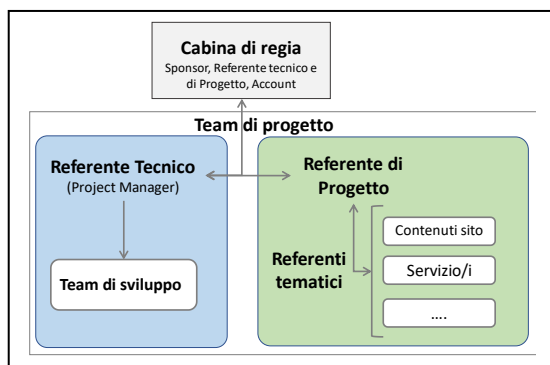 Cabina di regia
Sponsor, Referente tecnico e
di Progetto, Account
Team di progetto
Referente Tecnico
(Project Manager)
Team di sviluppo
Referente di
Progetto
Referenti
tematici
Contenuti sito
Servizio/i
....